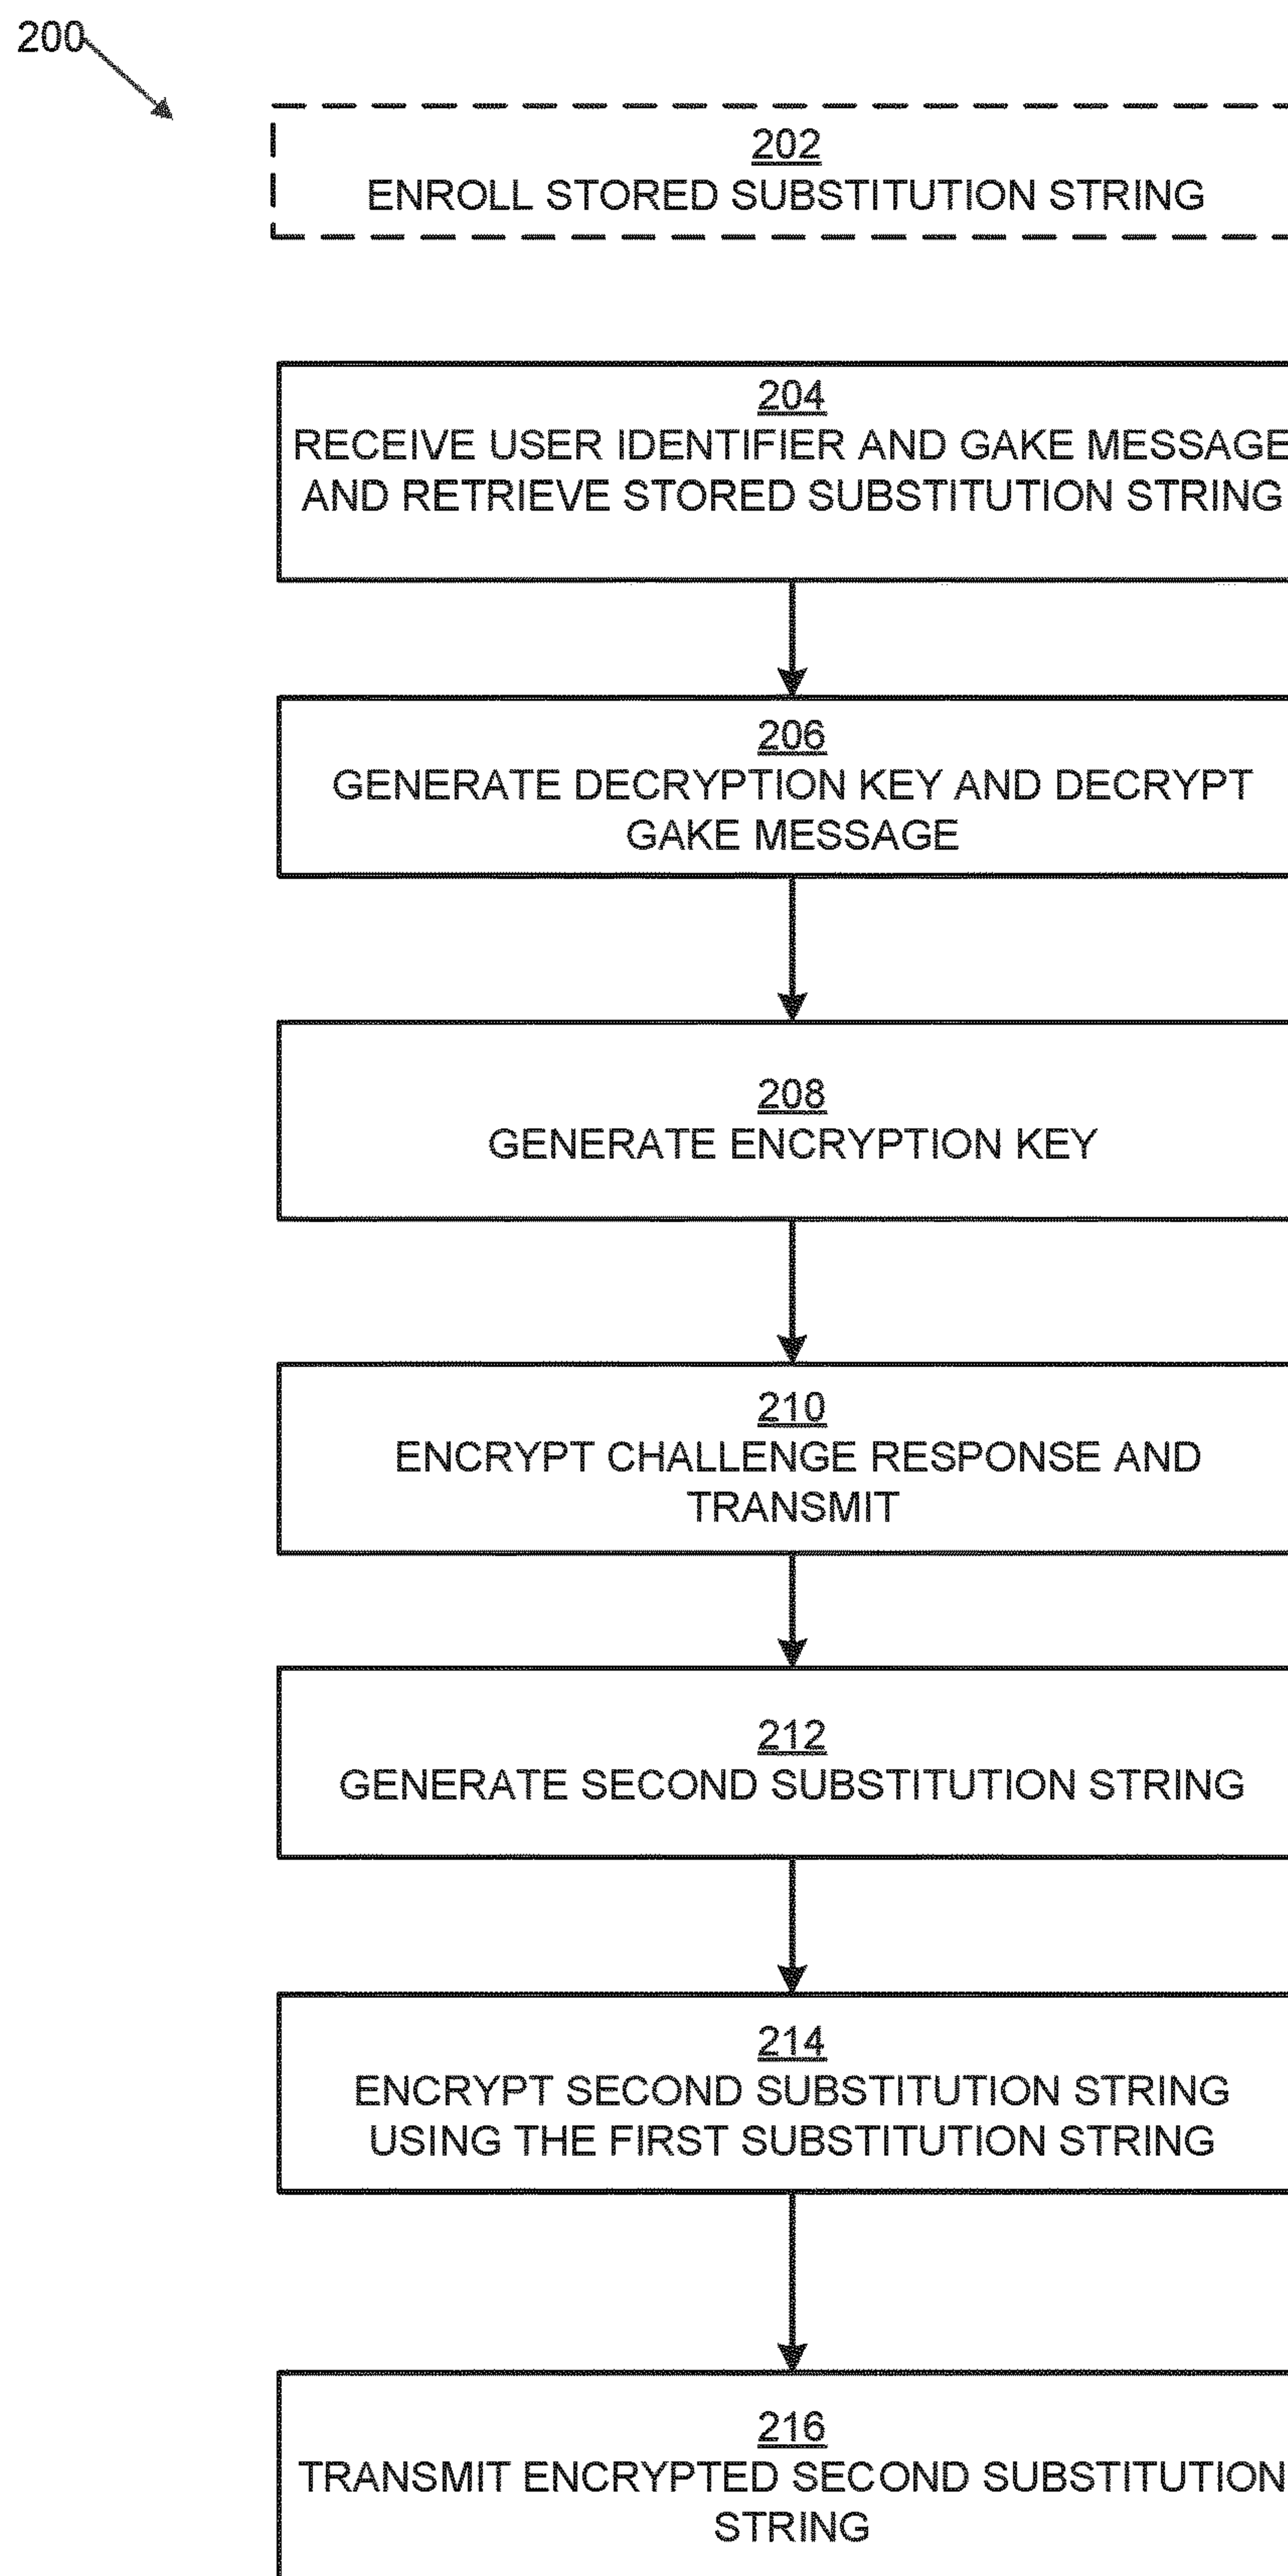 200
202
ENROLL STORED SUBSTITUTION STRING
204
RECEIVE USER IDENTIFIER AND GAKE MESSAGE
AND RETRIEVE STORED SUBSTITUTION STRING
206
GENERATE DECRYPTION KEY AND DECRYPT
GAKE MESSAGE
208
GENERATE ENCRYPTION KEY
210
ENCRYPT CHALLENGE RESPONSE AND
TRANSMIT
212
GENERATE SECOND SUBSTITUTION STRING
214
ENCRYPT SECOND SUBSTITUTION STRING
USING THE FIRST SUBSTITUTION STRING
216
TRANSMIT ENCRYPTED SECOND SUBSTITUTION
STRING